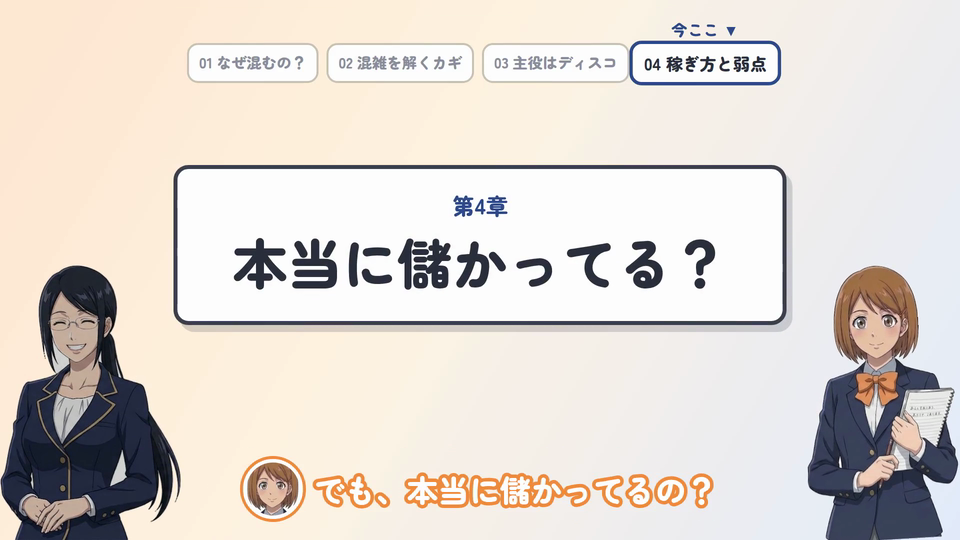 今ここ ▼
01 なぜ混むの？
02 混雑を解くカギ
03 主役はディスコ
04 稼ぎ方と弱点
第4章
本当に儲かってる？
でも、本当に儲かってるの？